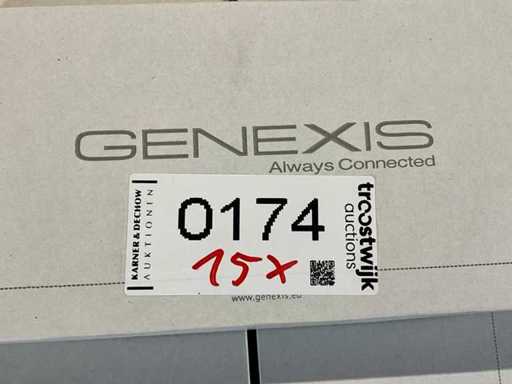 GENEXIS
Always Connected
KARNER & DECHOW
AUKTIONEN
0174
15x
troostwijk
auctions
www.genexis.eu